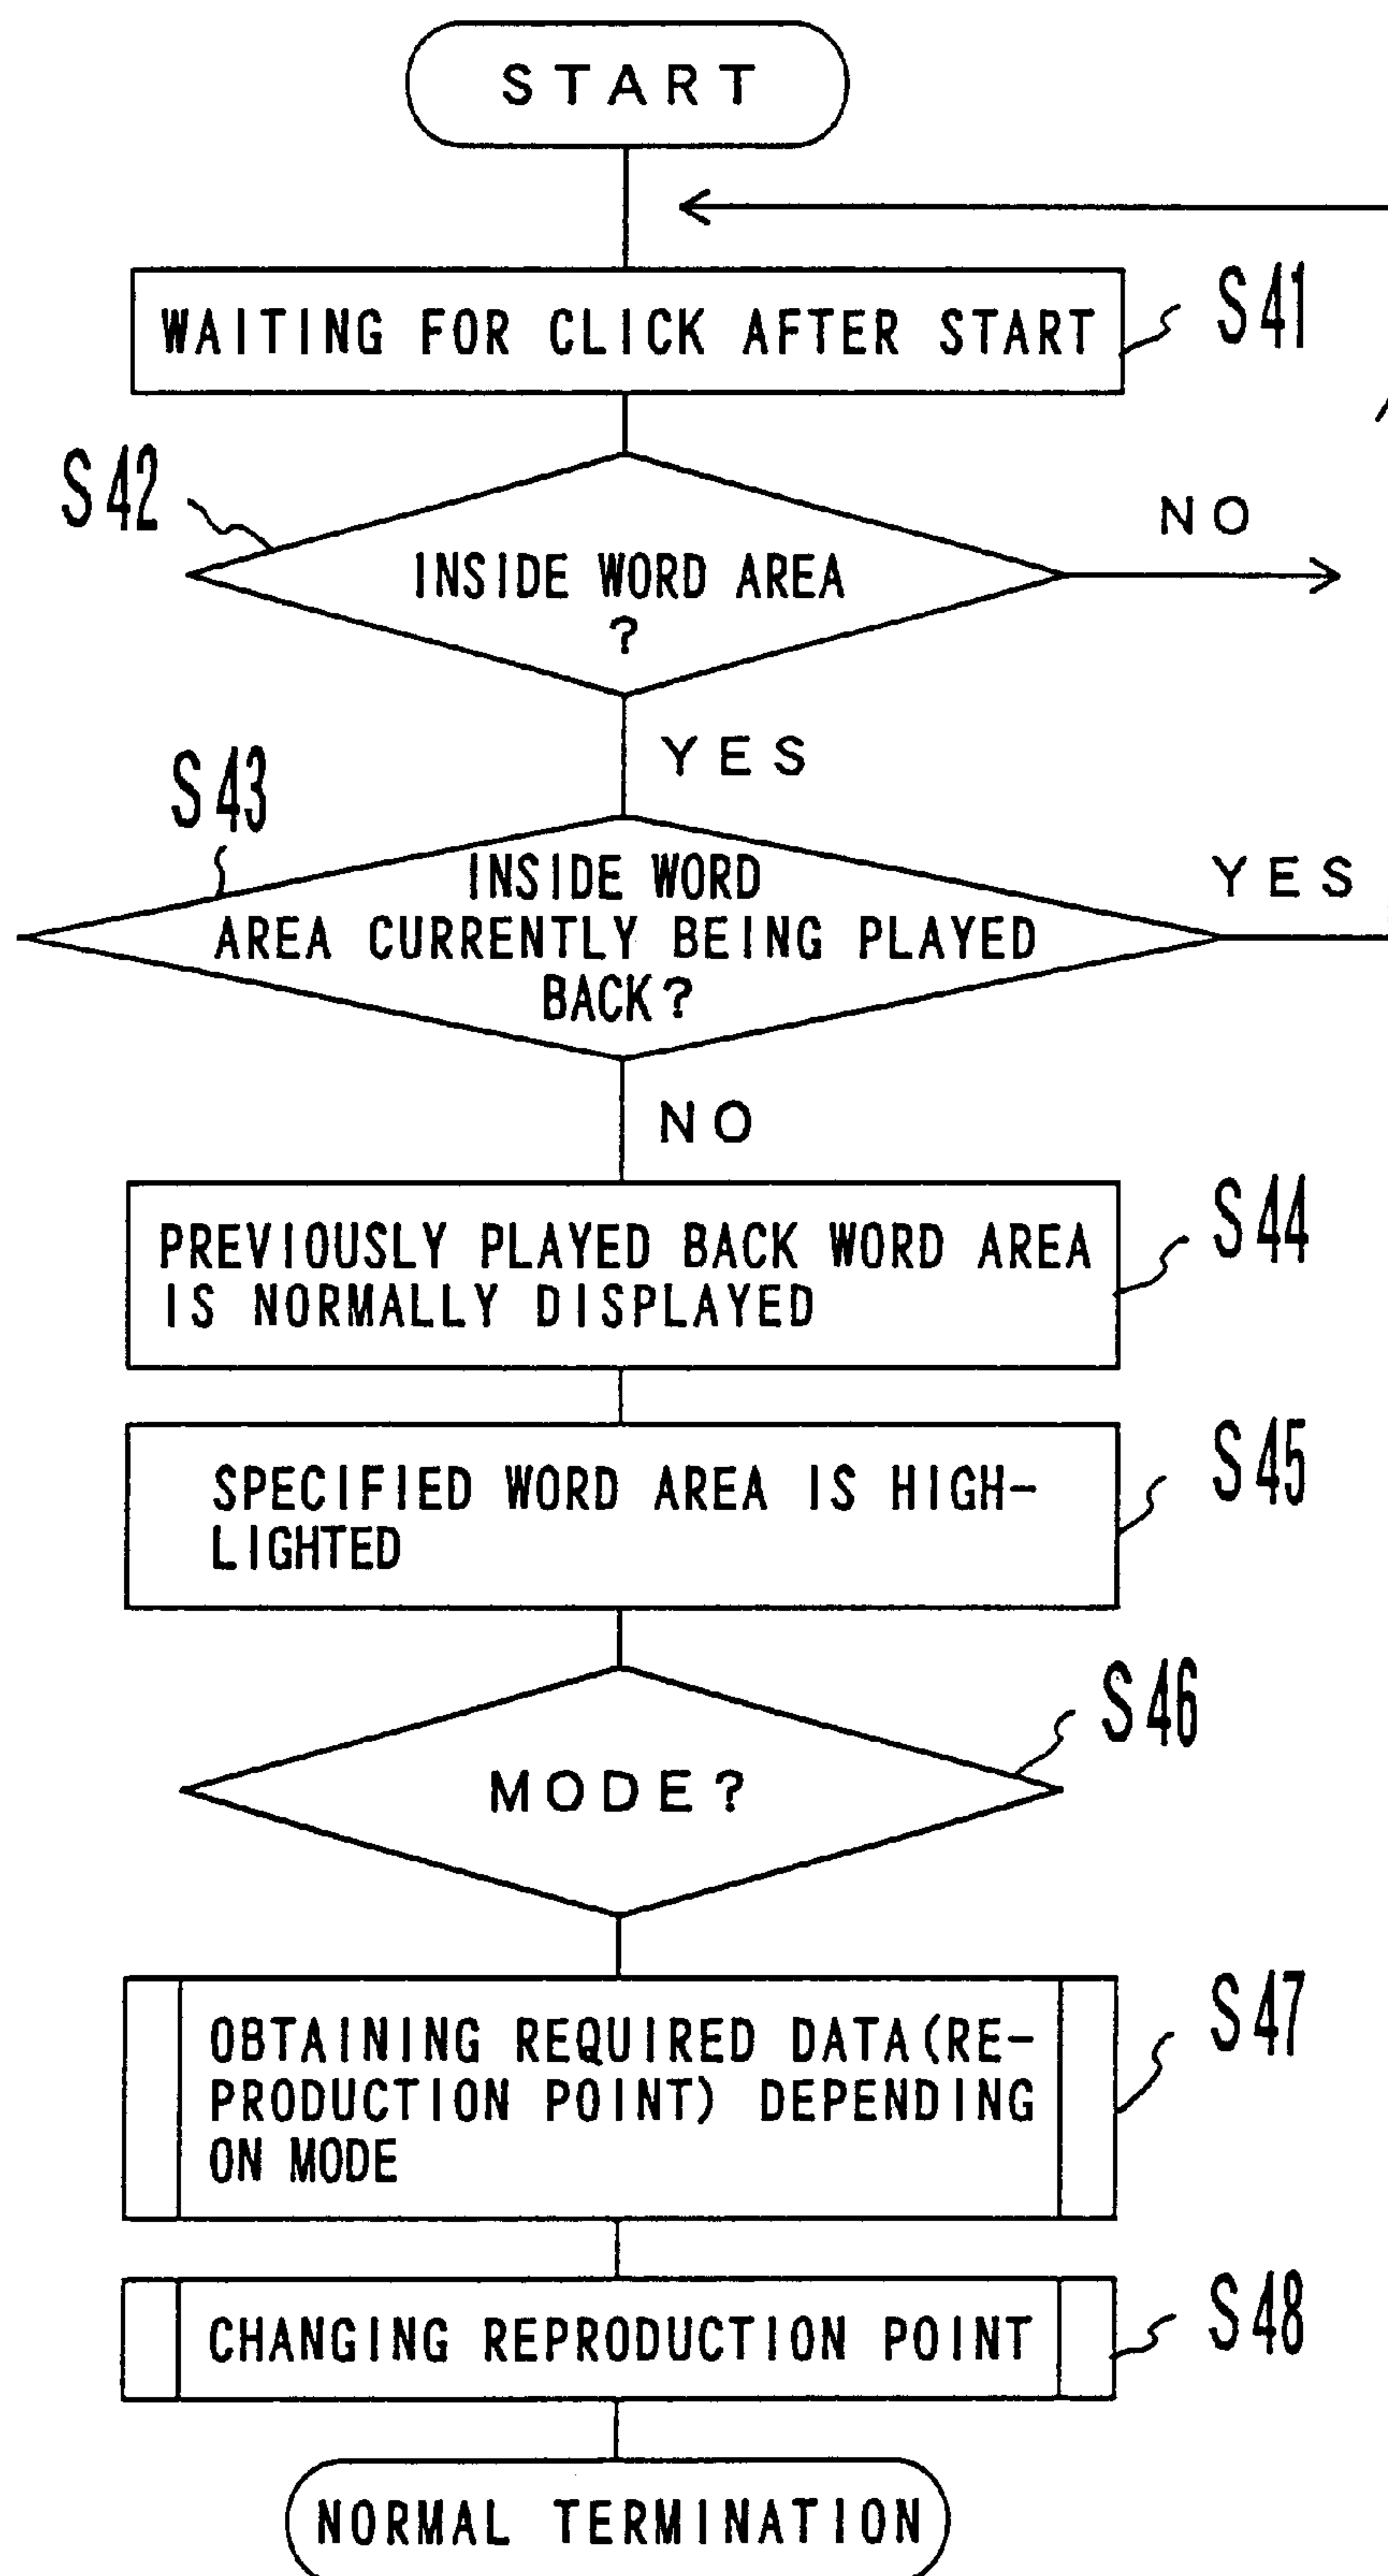 START
WAITING FOR CLICK AFTER START
S41
S42
NO
INSIDE WORD AREA
?
YES
S43
YES
INSIDE WORD
AREA CURRENTLY BEING PLAYED
BACK?
NO
S44
PREVIOUSLY PLAYED BACK WORD AREA
IS NORMALLY DISPLAYED
S45
SPECIFIED WORD AREA IS HIGH-
LIGHTED
S46
MODE?
S47
OBTAINING REQUIRED DATA(RE-
PRODUCTION POINT) DEPENDING
ON MODE
S48
CHANGING REPRODUCTION POINT
NORMAL TERMINATION